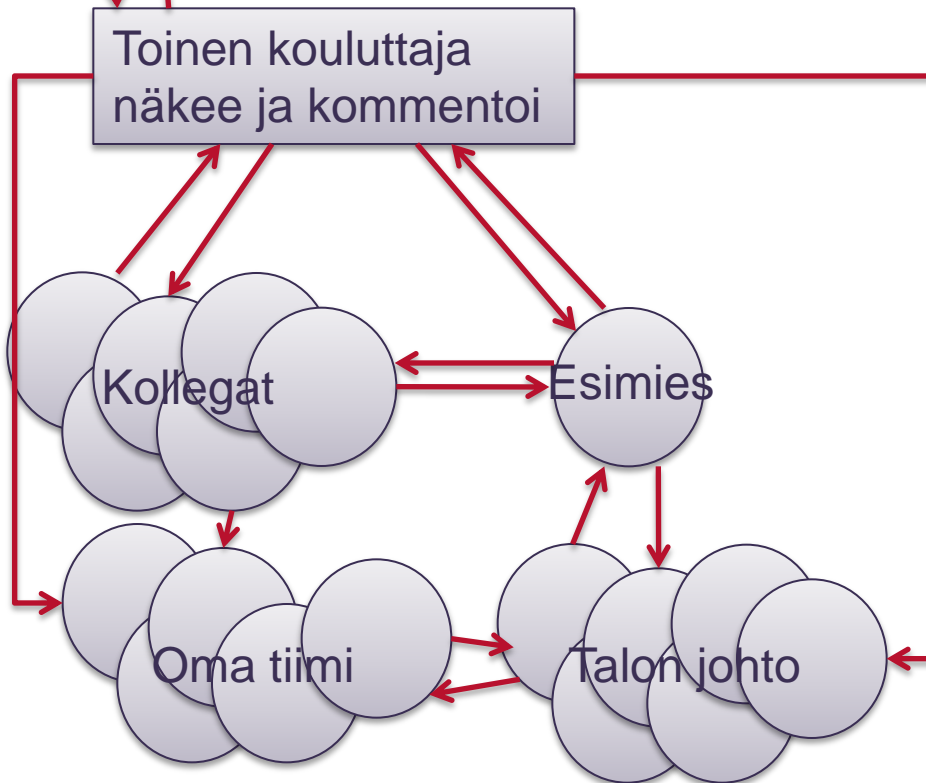 Toinen kouluttaja
näkee ja kommentoi
Kollegat
Esimies
Oma tiimi
Talon johto